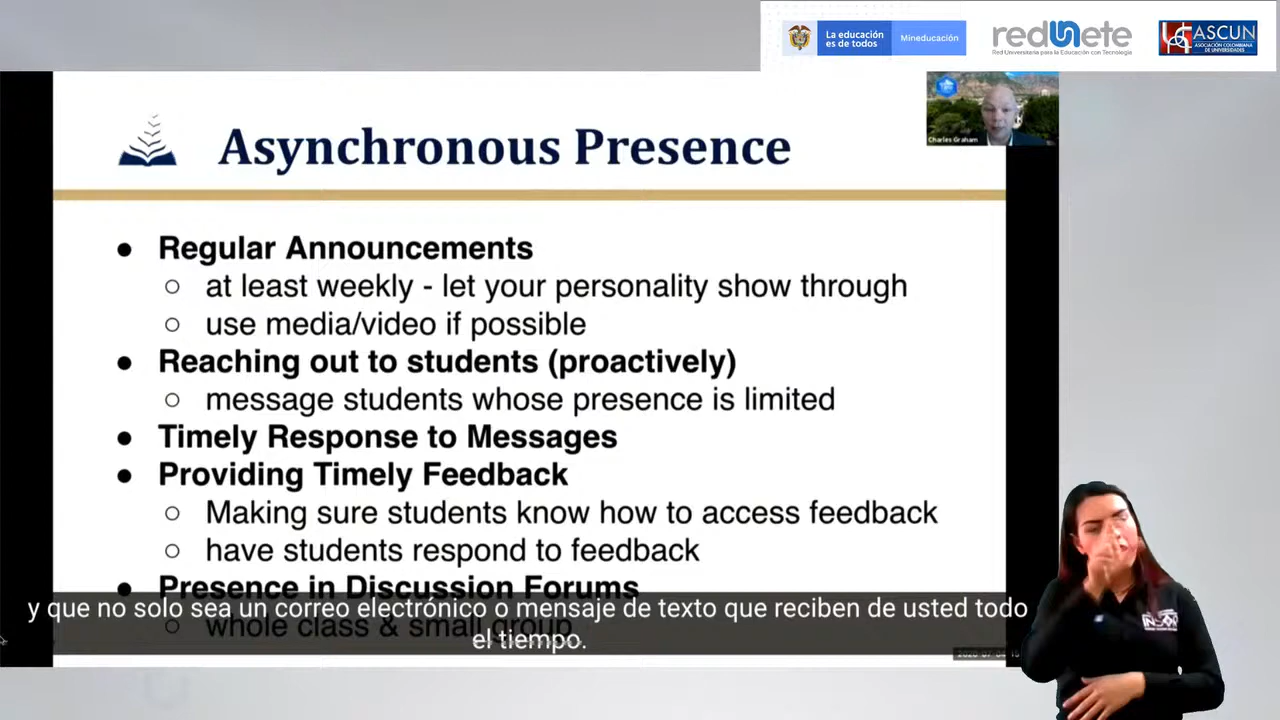 La educación
es de todos
Mineducación
redUnete
Red Universitaria para la Educación con Tecnología
ASCUN
ASOCIACIÓN COLOMBIANA
DE UNIVERSIDADES
Charles Graham
Asynchronous Presence
● Regular Announcements
○ at least weekly - let your personality show through
○ use media/video if possible
● Reaching out to students (proactively)
○ message students whose presence is limited
● Timely Response to Messages
● Providing Timely Feedback
○ Making sure students know how to access feedback
○ have students respond to feedback
● Presence in Discussion Forums
○ whole class & small group
y que no solo sea un correo electrónico o mensaje de texto que reciben de usted todo
el tiempo.